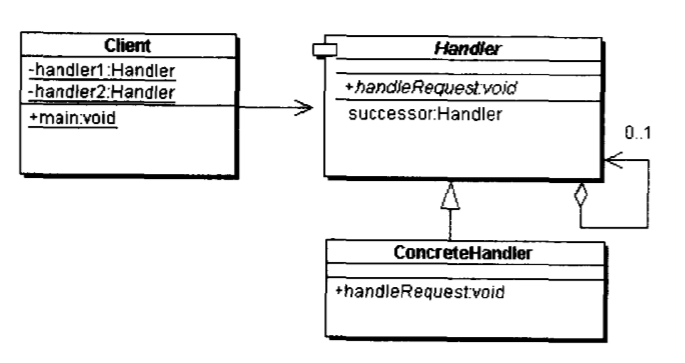 Client
-handler1:Handler
-handler2:Handler
+main:void
Handler
+handleRequest:void
successor:Handler
0..1
ConcreteHandler
+handleRequest:void